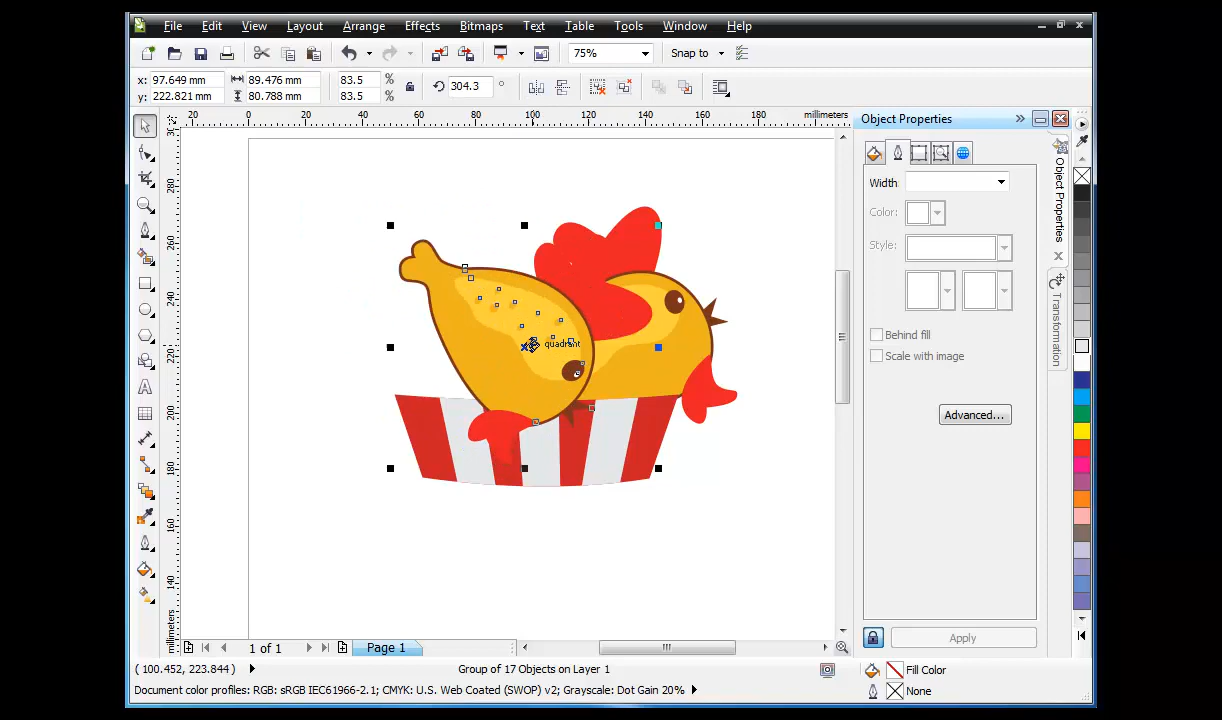 File Edit View Layout Arrange Effects Bitmaps Text Table Tools Window Help
75% Snap to
x: 97.649 mm 89.476 mm 83.5 % 304.3 °
y: 222.821 mm 80.788 mm 83.5 %
20 0 20 40 60 80 100 120 140 160 180 millimeters
Object Properties
Width:
Color:
Style:
Behind fill
Scale with image
Advanced...
Apply
Object Properties
Transformation
280
260
240
220
200
180
160
140
millimeters
quadrant
1 of 1 Page 1
( 100.452, 223.844 ) Group of 17 Objects on Layer 1 Fill Color
Document color profiles: RGB: sRGB IEC61966-2.1; CMYK: U.S. Web Coated (SWOP) v2; Grayscale: Dot Gain 20% None